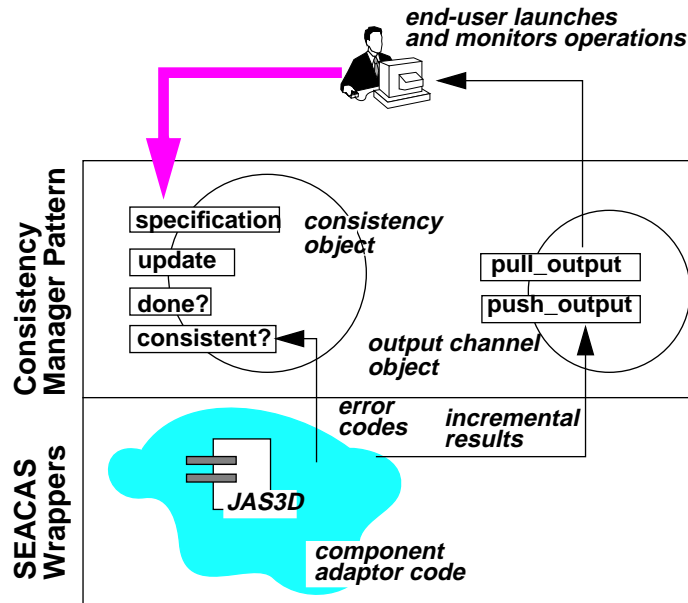 end-user launches
and monitors operations
Consistency
Manager Pattern
specification
update
done?
consistent?
consistency
object
pull_output
push_output
output channel
object
SEACAS
Wrappers
error
codes
incremental
results
JAS3D
component
adaptor code